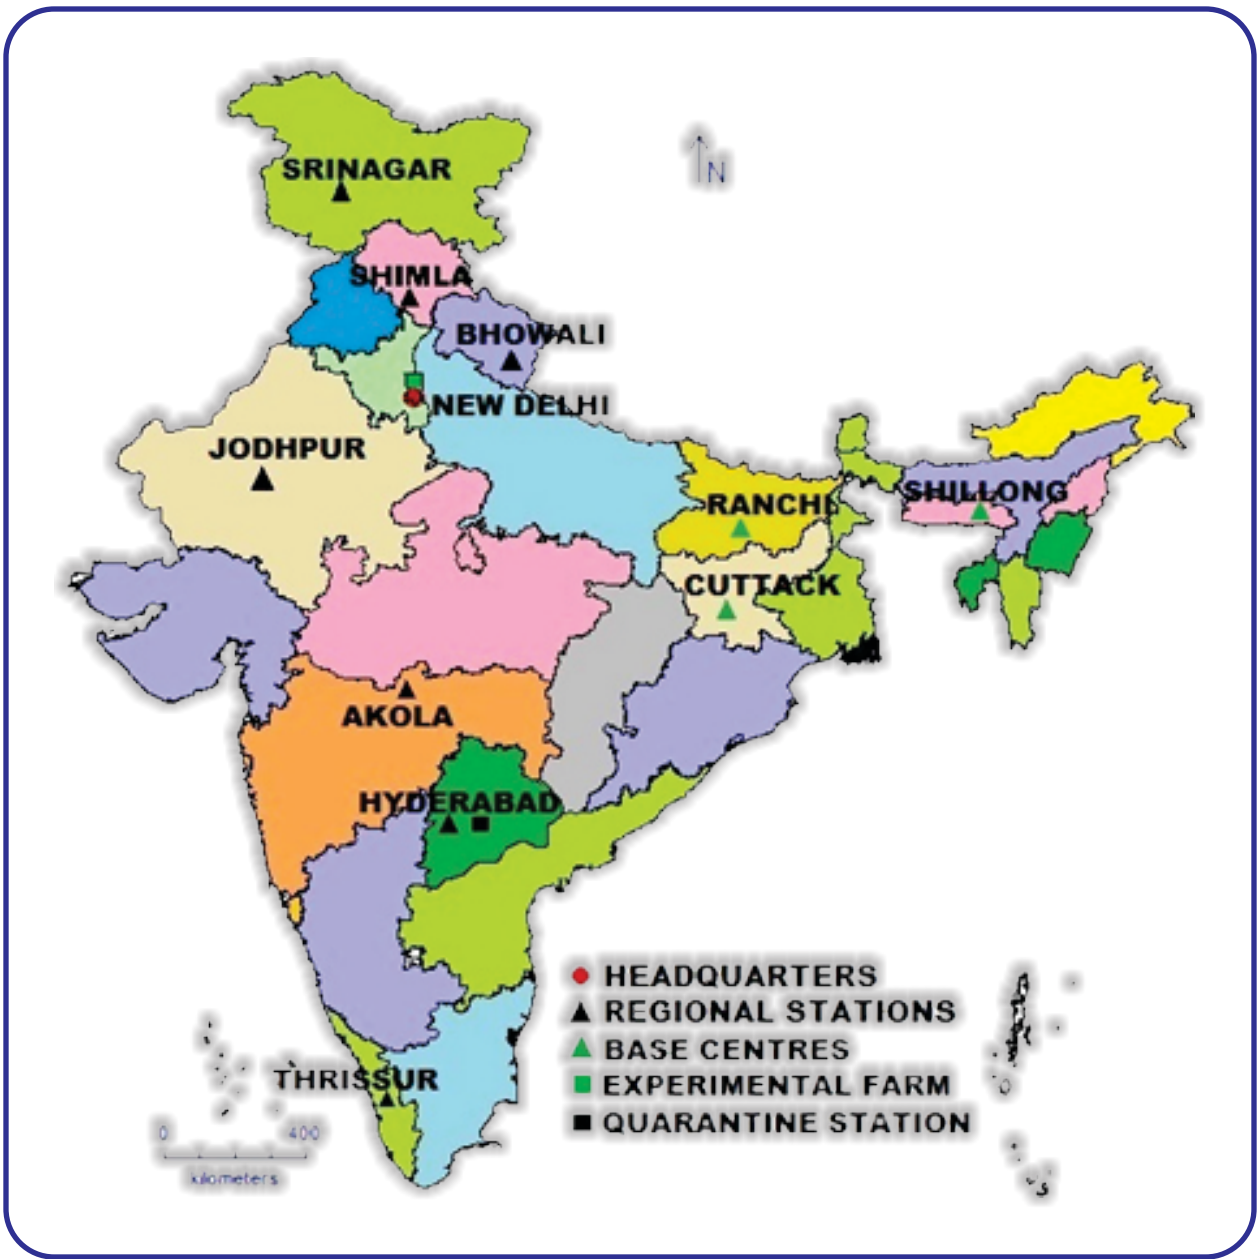 N
SRINAGAR
SHIMLA
BHOWALI
NEW DELHI
JODHPUR
RANCHI
SHILLONG
CUTTACK
AKOLA
HYDERABAD
THRISSUR
HEADQUARTERS
REGIONAL STATIONS
BASE CENTRES
EXPERIMENTAL FARM
QUARANTINE STATION
0 400
kilometers